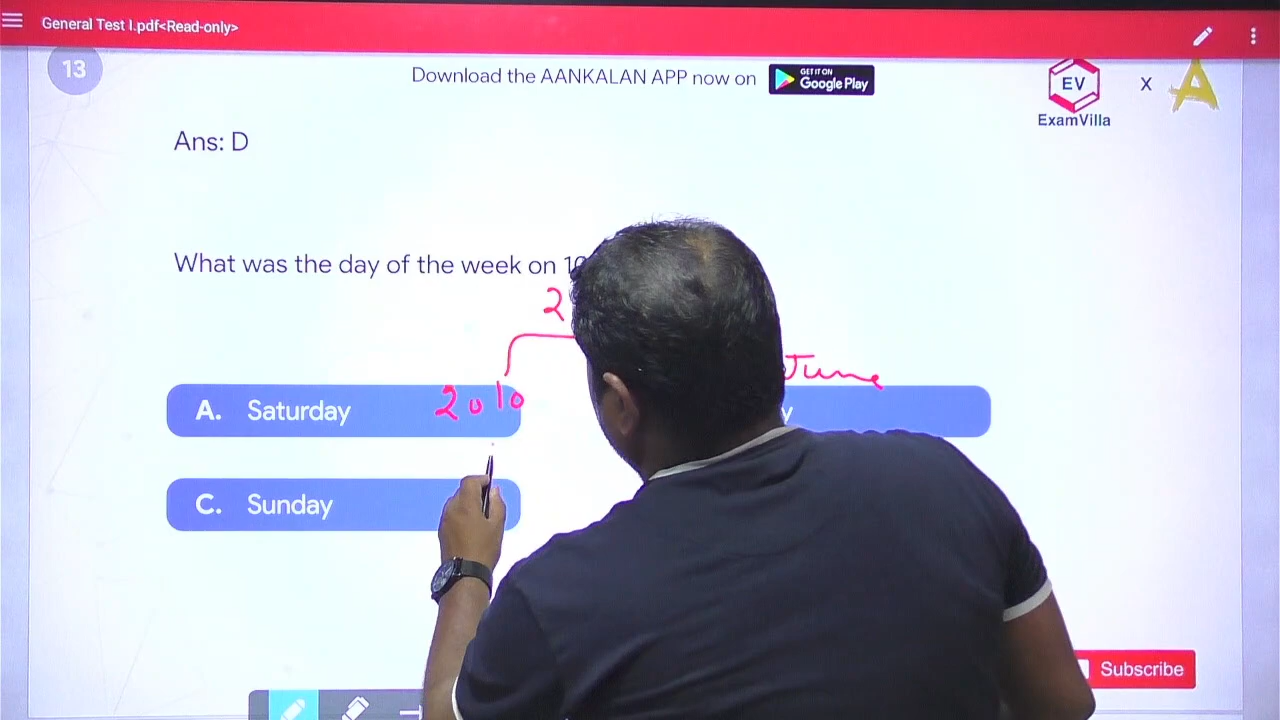 General Test I.pdf<Read-only>
13
Download the AANKALAN APP now on
GET IT ON
Google Play
EV
X
ExamVilla
Ans: D
What was the day of the week on
2
June
2010
A. Saturday
C. Sunday
Subscribe